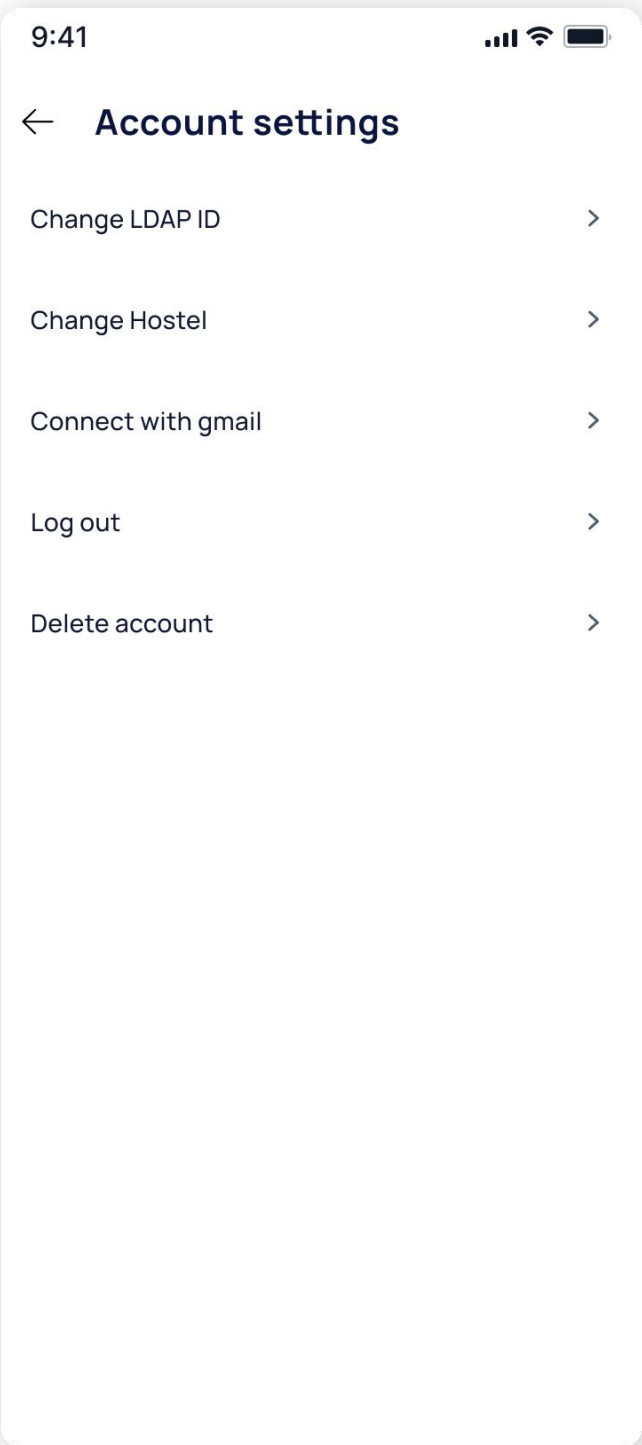 9:41
Account settings
Change LDAP ID
Change Hostel
Connect with gmail
Log out
Delete account